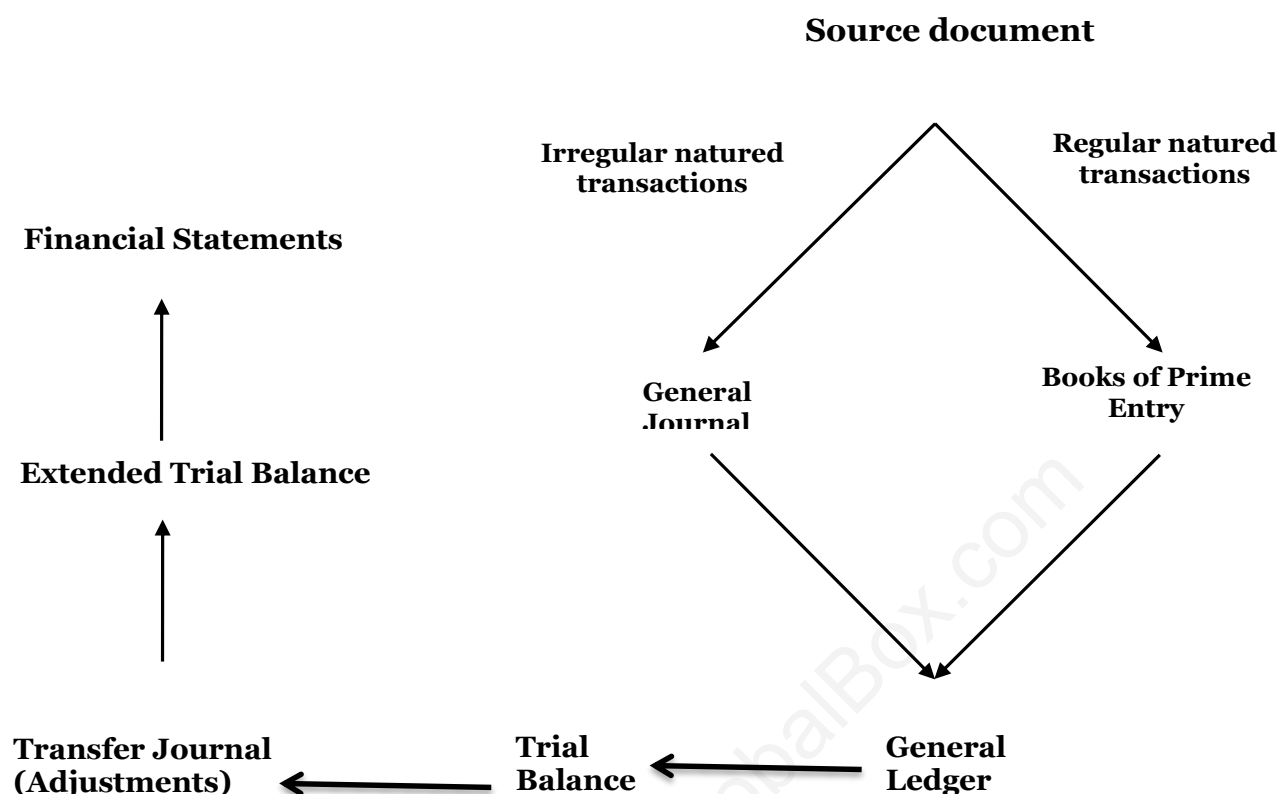 Source document
Irregular natured
transactions
Regular natured
transactions
Financial Statements
General
Journal
Books of Prime
Entry
Extended Trial Balance
Transfer Journal
(Adjustments)
Trial
Balance
General
Ledger